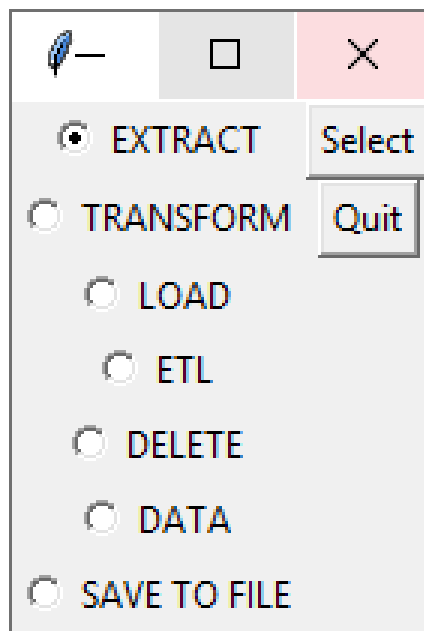 EXTRACT Select
TRANSFORM Quit
LOAD
ETL
DELETE
DATA
SAVE TO FILE